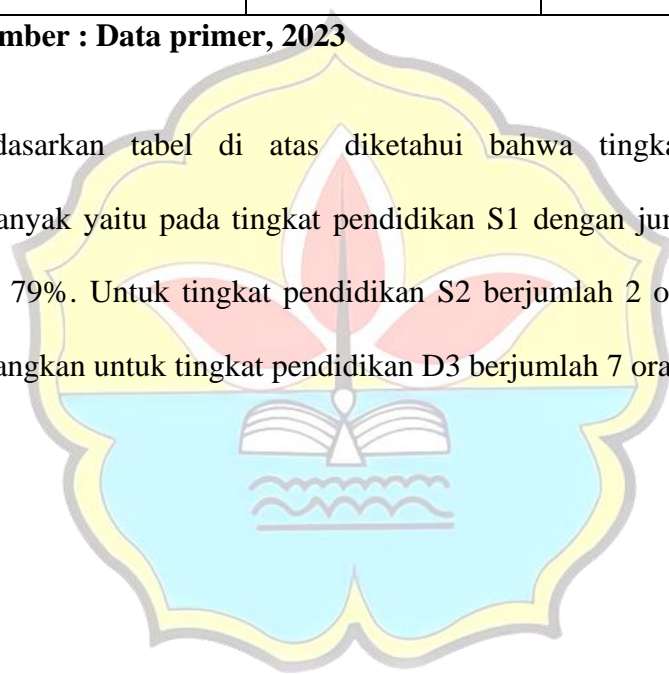 mber : Data primer, 2023
dasarkan tabel di atas diketahui bahwa tingka
anyak yaitu pada tingkat pendidikan S1 dengan jum
79%. Untuk tingkat pendidikan S2 berjumlah 2 o
angkan untuk tingkat pendidikan D3 berjumlah 7 ora